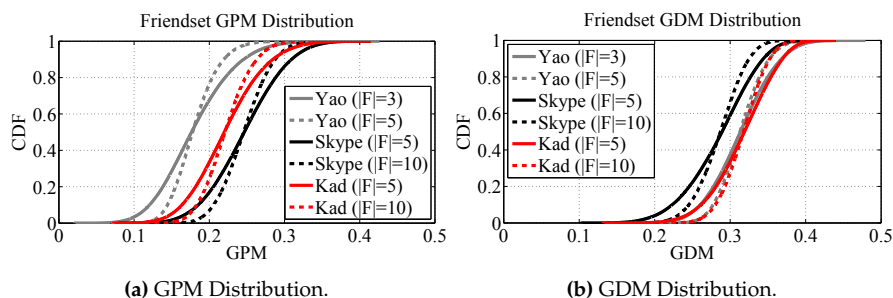 Friendset GPM Distribution
1
0.8
0.6
0.4
0.2
0
CDF
Yao (|F|=3)
Yao (|F|=5)
Skype (|F|=5)
Skype (|F|=10)
Kad (|F|=5)
Kad (|F|=10)
0 0.1 0.2 0.3 0.4 0.5
GPM
(a) GPM Distribution.
Friendset GDM Distribution
1
0.8
0.6
0.4
0.2
0
CDF
Yao (|F|=3)
Yao (|F|=5)
Skype (|F|=5)
Skype (|F|=10)
Kad (|F|=5)
Kad (|F|=10)
0 0.1 0.2 0.3 0.4 0.5
GDM
(b) GDM Distribution.